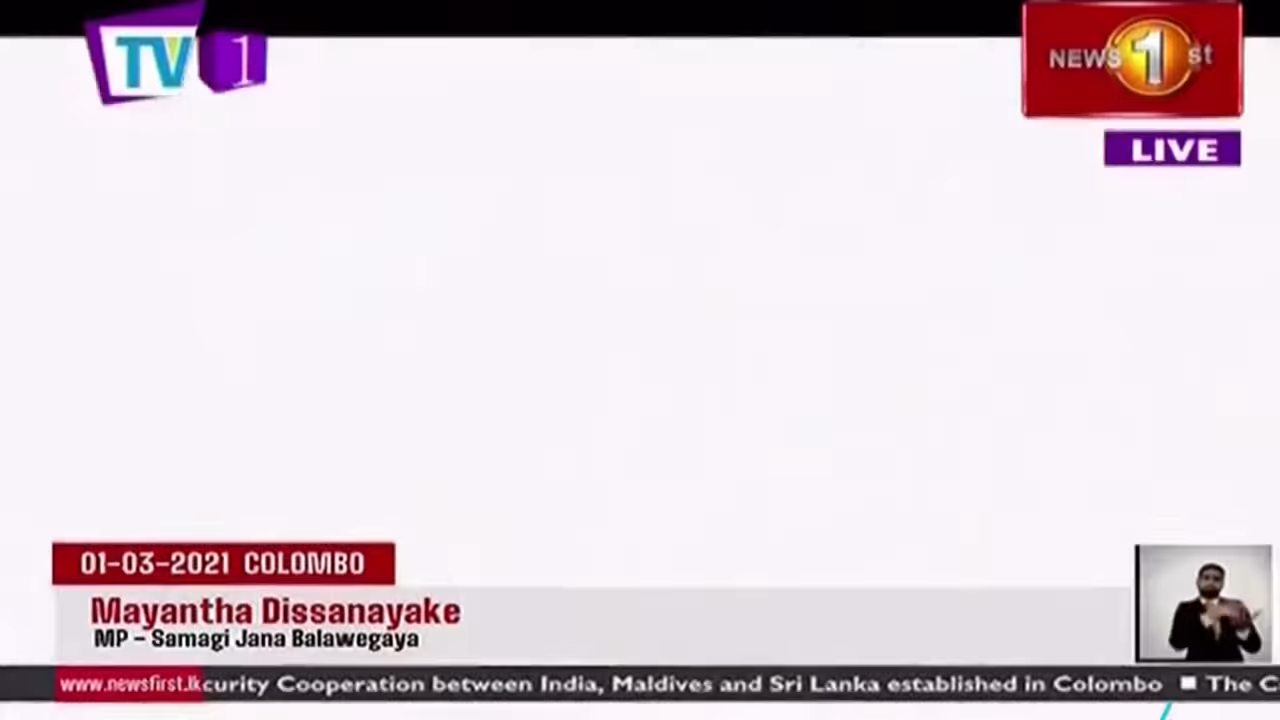 TV 1
NEWS 1st
LIVE
01-03-2021 COLOMBO
Mayantha Dissanayake
MP – Samagi Jana Balawegaya
www.newsfirst.lk
curity Cooperation between India, Maldives and Sri Lanka established in Colombo ■ The C